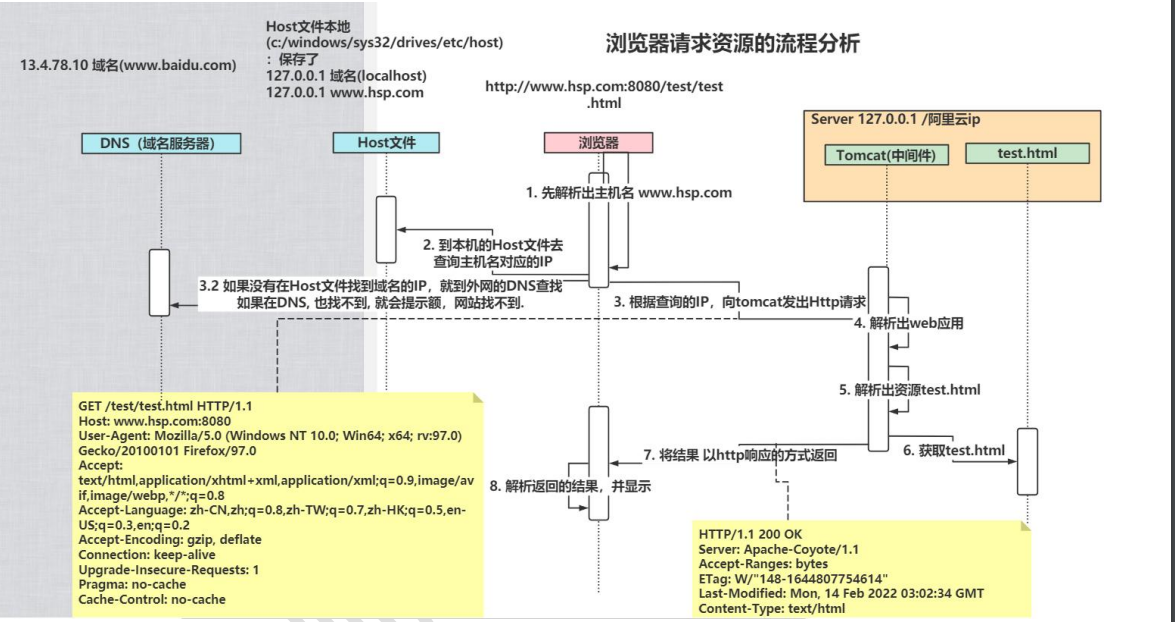 浏览器请求资源的流程分析
Host文件本地
(c:/windows/sys32/drives/etc/host)
：保存了
127.0.0.1 域名(localhost)
127.0.0.1 www.hsp.com
13.4.78.10 域名(www.baidu.com)
http://www.hsp.com:8080/test/test
.html
Server 127.0.0.1 /阿里云ip
DNS（域名服务器）
Host文件
浏览器
Tomcat(中间件)
test.html
1. 先解析出主机名 www.hsp.com
2. 到本机的Host文件去
查询主机名对应的IP
3.2 如果没有在Host文件找到域名的IP，就到外网的DNS查找
如果在DNS, 也找不到, 就会提示额，网站找不到.
3. 根据查询的IP，向tomcat发出Http请求
4. 解析出web应用
5. 解析出资源test.html
6. 获取test.html
7. 将结果 以http响应的方式返回
8. 解析返回的结果，并显示
GET /test/test.html HTTP/1.1
Host: www.hsp.com:8080
User-Agent: Mozilla/5.0 (Windows NT 10.0; Win64; x64; rv:97.0)
Gecko/20100101 Firefox/97.0
Accept:
text/html,application/xhtml+xml,application/xml;q=0.9,image/av
if,image/webp,*/*;q=0.8
Accept-Language: zh-CN,zh;q=0.8,zh-TW;q=0.7,zh-HK;q=0.5,en-
US;q=0.3,en;q=0.2
Accept-Encoding: gzip, deflate
Connection: keep-alive
Upgrade-Insecure-Requests: 1
Pragma: no-cache
Cache-Control: no-cache
HTTP/1.1 200 OK
Server: Apache-Coyote/1.1
Accept-Ranges: bytes
ETag: W/"148-1644807754614"
Last-Modified: Mon, 14 Feb 2022 03:02:34 GMT
Content-Type: text/html